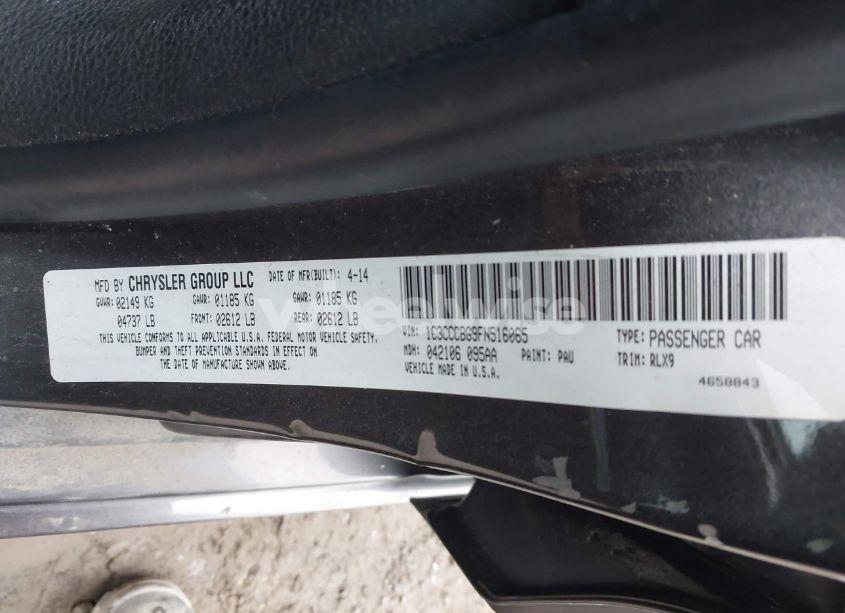 MFD BY CHRYSLER GROUP LLC DATE OF MFR(BUILT): 4-14
GVWR: 02149 KG GAWR: 01185 KG GAWR: 01185 KG
04737 LB FRONT: 02612 LB REAR: 02612 LB
THIS VEHICLE CONFORMS TO ALL APPLICABLE U.S.A. FEDERAL MOTOR VEHICLE SAFETY,
BUMPER AND THEFT PREVENTION STANDARDS IN EFFECT ON
THE DATE OF MANUFACTURE SHOWN ABOVE.
VIN: 1C3CCCBG9FN516065 TYPE: PASSENGER CAR
MDH: 042106 095AA PAINT: PAU TRIM: RLX9
VEHICLE MADE IN U.S.A.
4658843
wheelwise